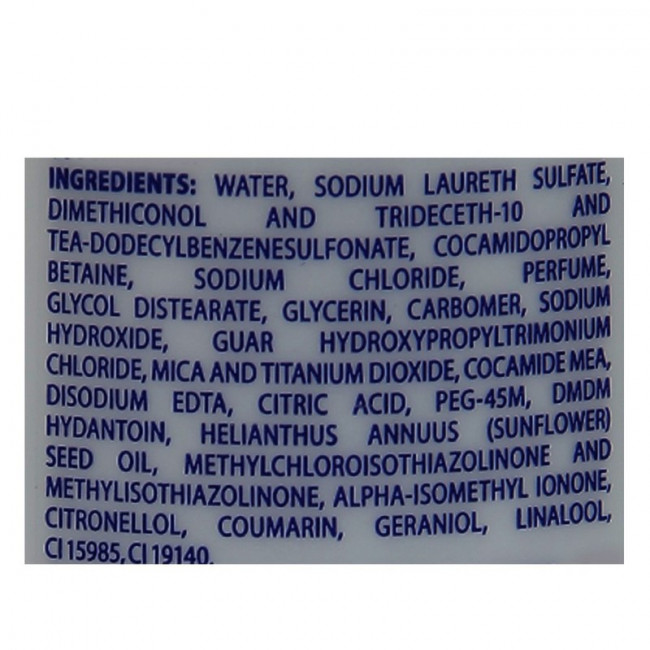 INGREDIENTS: WATER, SODIUM LAURETH SULFATE,
DIMETHICONOL AND TRIDECETH-10 AND
TEA-DODECYLBENZENESULFONATE, COCAMIDOPROPYL
BETAINE, SODIUM CHLORIDE, PERFUME,
GLYCOL DISTEARATE, GLYCERIN, CARBOMER, SODIUM
HYDROXIDE, GUAR HYDROXYPROPYLTRIMONIUM
CHLORIDE, MICA AND TITANIUM DIOXIDE, COCAMIDE MEA,
DISODIUM EDTA, CITRIC ACID, PEG-45M, DMDM
HYDANTOIN, HELIANTHUS ANNUUS (SUNFLOWER)
SEED OIL, METHYLCHLOROISOTHIAZOLINONE AND
METHYLISOTHIAZOLINONE, ALPHA-ISOMETHYL IONONE,
CITRONELLOL, COUMARIN, GERANIOL, LINALOOL,
CI 15985, CI 19140.